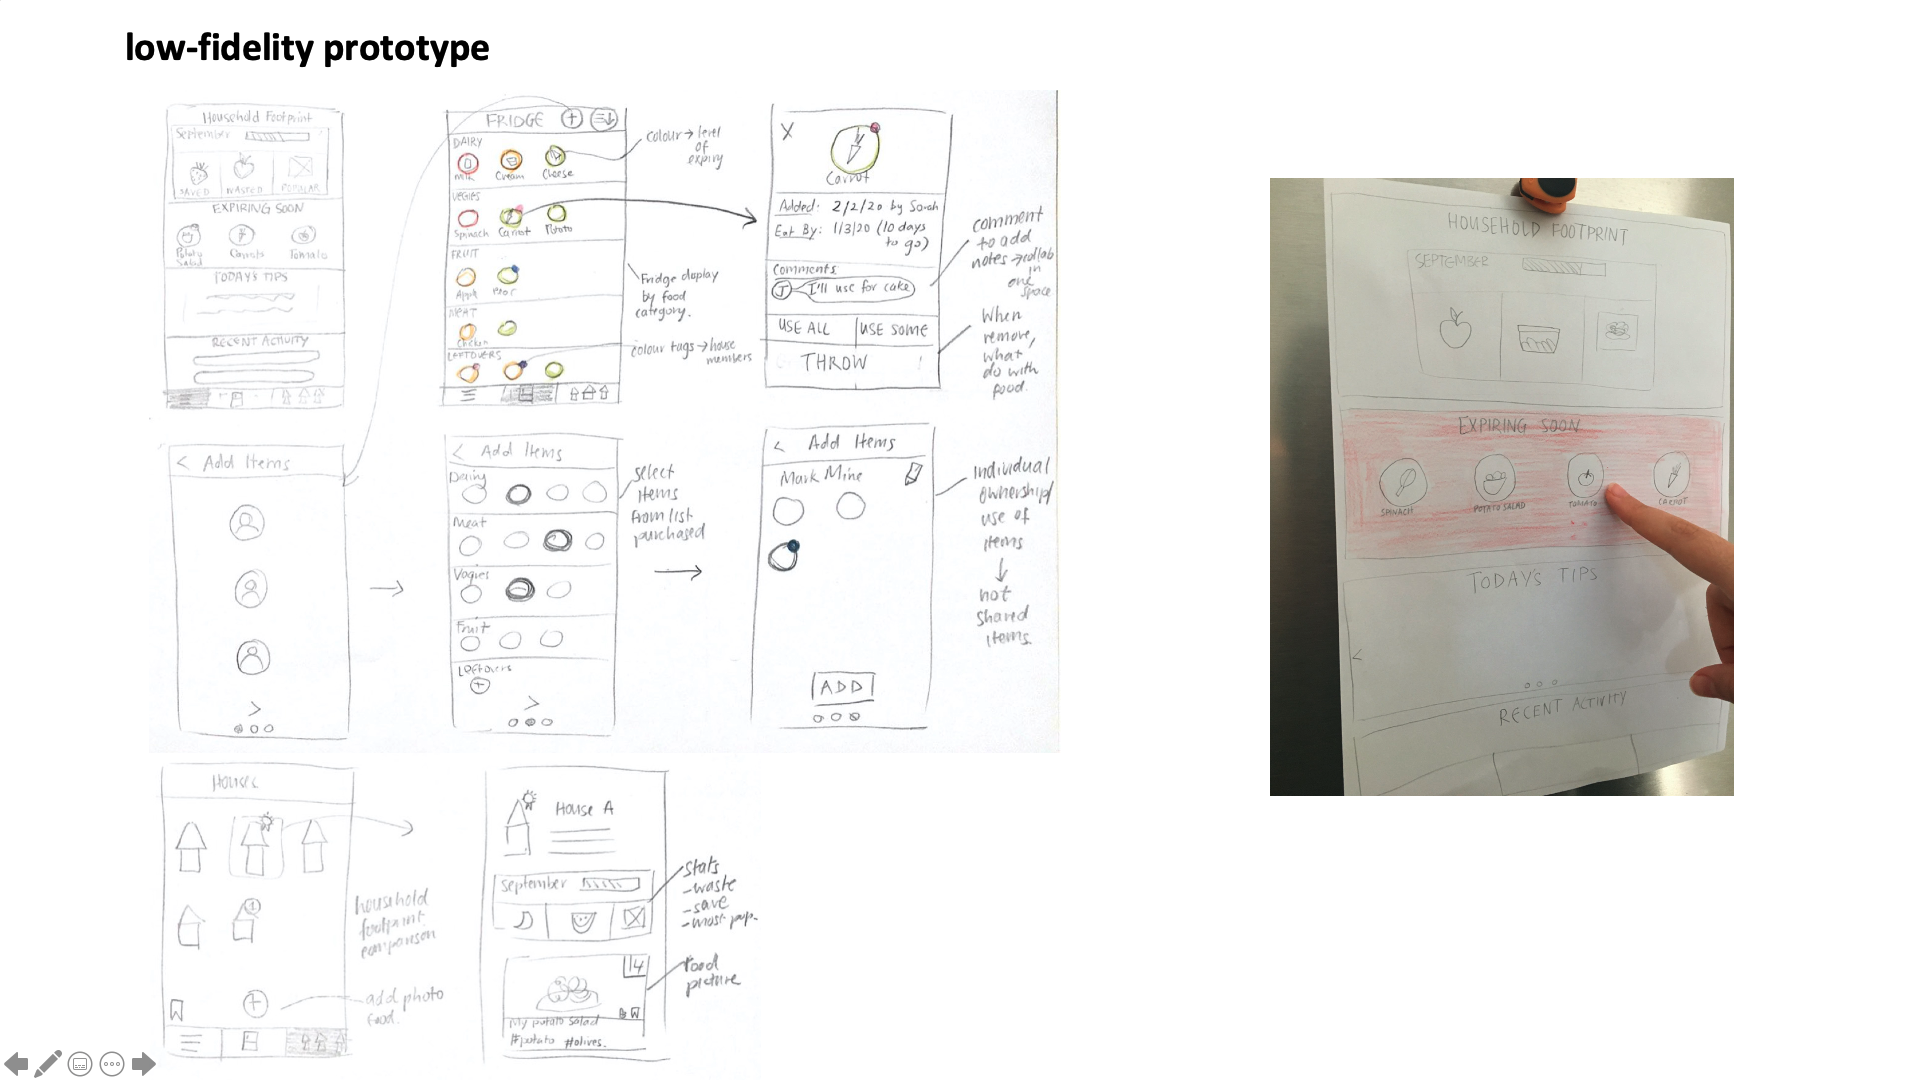 low-fidelity prototype
Household Footprint
September
SAVED
WASTED
POPULAR
EXPIRING SOON
Potato
Salad
Carrots
Tomato
TODAY'S TIPS
RECENT ACTIVITY
FRIDGE
DAIRY
Milk
Cream
Cheese
VEGIES
Spinach
Carrot
Potato
FRUIT
Apple
MEAT
Chicken
LEFTOVERS
colour → level
of
expiry
Fridge display
by food
category.
colour tags → house
members
X
Carrot
Added: 2/2/20 by Sarah
Eat By: 1/3/20 (10 days
to go)
Comments
J
I'll use for cake
USE ALL
USE SOME
THROW
comment
to add
notes → collab
in
one
space
When
remove,
what
do with
food.
< Add Items
>
< Add Items
Dairy
Meat
Vegies
Fruit
Leftovers
+
>
select
items
from list
purchased
< Add Items
Mark Mine
ADD
individual
ownership/
use of
items
↓
not
shared
items.
Houses
1
household
footprint
comparison
add photo
food.
House A
September
14
My potato salad
#potato #olives.
stats
-waste
-save
-most pop-
food
picture
HOUSEHOLD FOOTPRINT
SEPTEMBER
EXPIRING SOON
SPINACH
POTATO SALAD
TOMATO
CARROT
TODAY'S TIPS
<
RECENT ACTIVITY